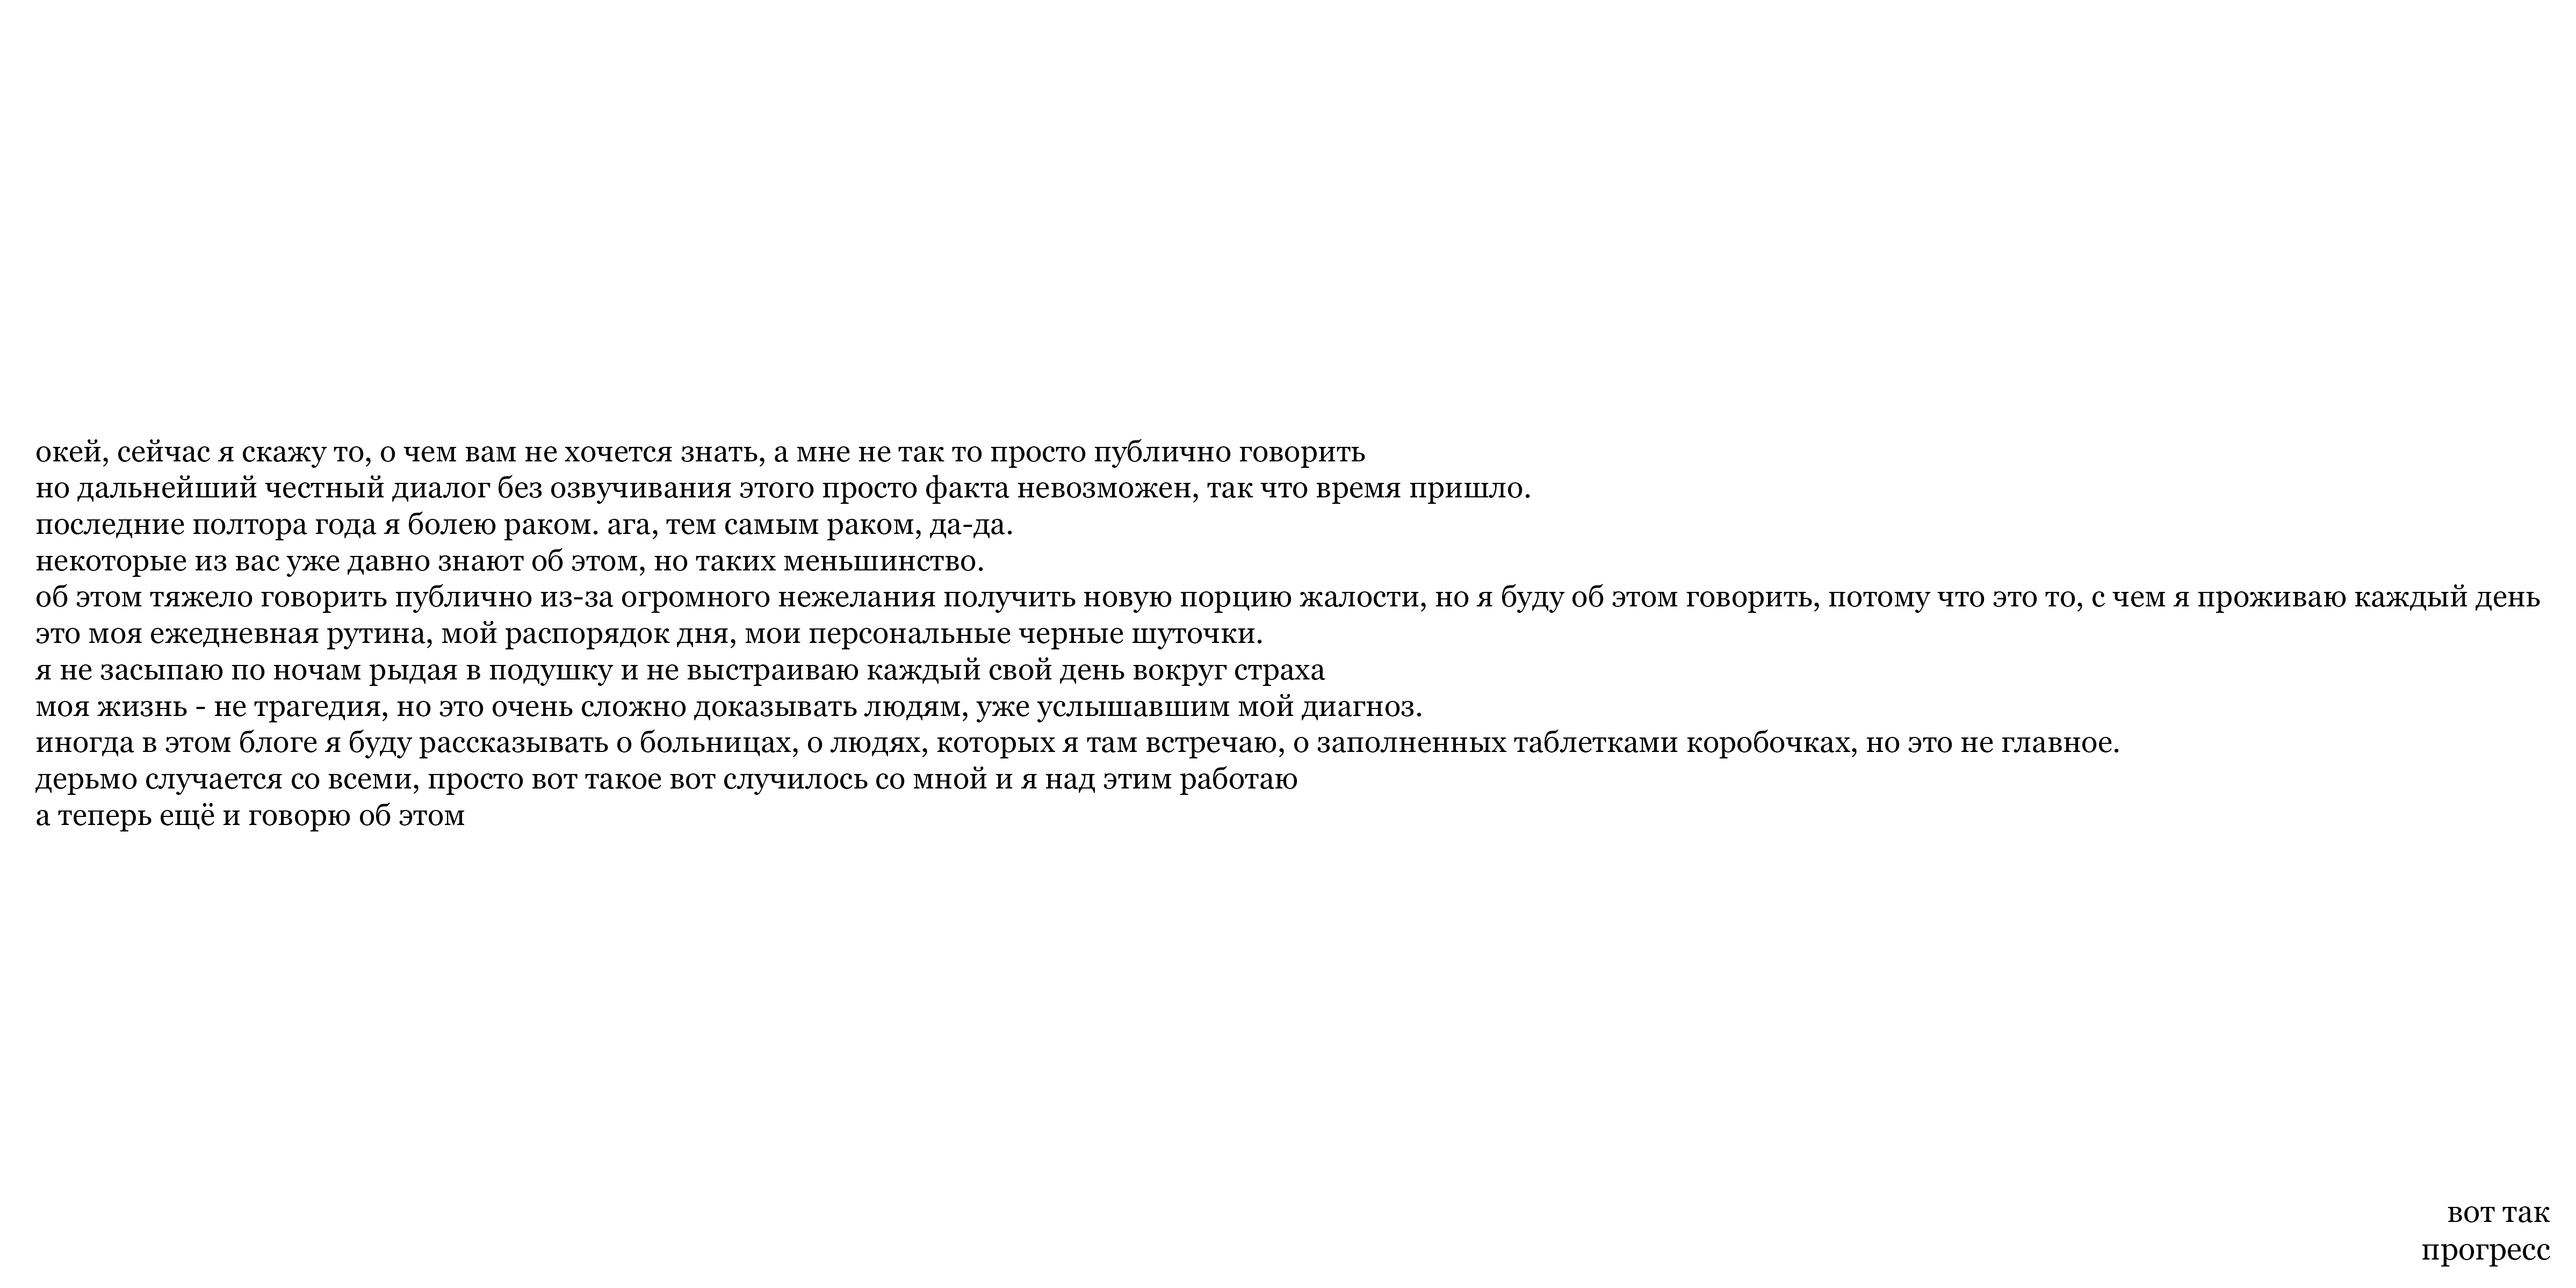 окей, сейчас я скажу то, о чем вам не хочется знать, а мне не так то просто публично говорить
но дальнейший честный диалог без озвучивания этого просто факта невозможен, так что время пришло.
последние полтора года я болею раком. ага, тем самым раком, да-да.
некоторые из вас уже давно знают об этом, но таких меньшинство.
об этом тяжело говорить публично из-за огромного нежелания получить новую порцию жалости, но я буду об этом говорить, потому что это то, с чем я проживаю каждый день
это моя ежедневная рутина, мой распорядок дня, мои персональные черные шуточки.
я не засыпаю по ночам рыдая в подушку и не выстраиваю каждый свой день вокруг страха
моя жизнь - не трагедия, но это очень сложно доказывать людям, уже услышавшим мой диагноз.
иногда в этом блоге я буду рассказывать о больницах, о людях, которых я там встречаю, о заполненных таблетками коробочках, но это не главное.
дерьмо случается со всеми, просто вот такое вот случилось со мной и я над этим работаю
а теперь ещё и говорю об этом
вот так
прогресс